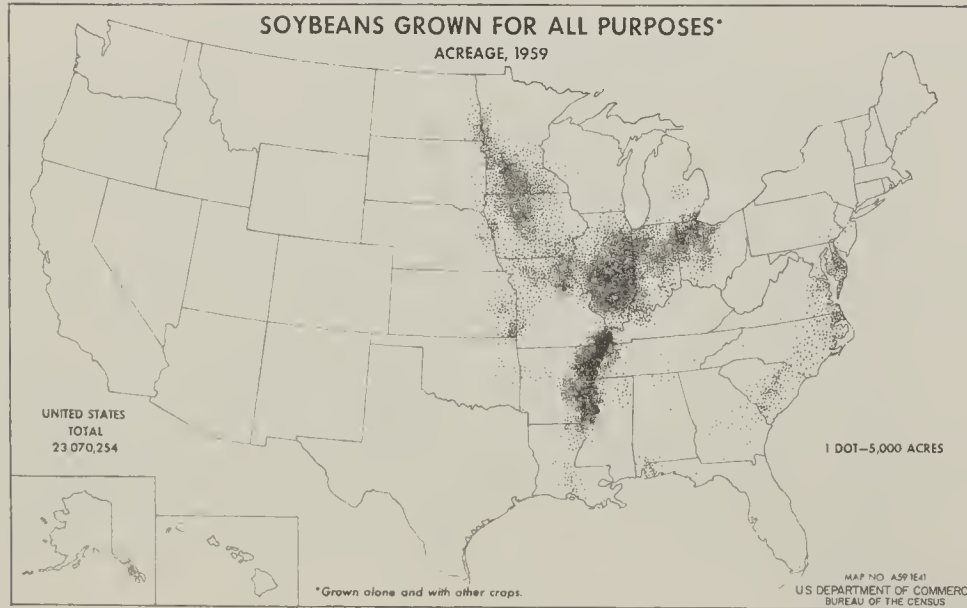 SOYBEANS GROWN FOR ALL PURPOSES*
ACREAGE, 1959
UNITED STATES
TOTAL
23,070,254
1 DOT—5,000 ACRES
*Grown alone and with other crops.
MAP NO A59 1E41
US DEPARTMENT OF COMMERC
BUREAU OF THE CENSUS